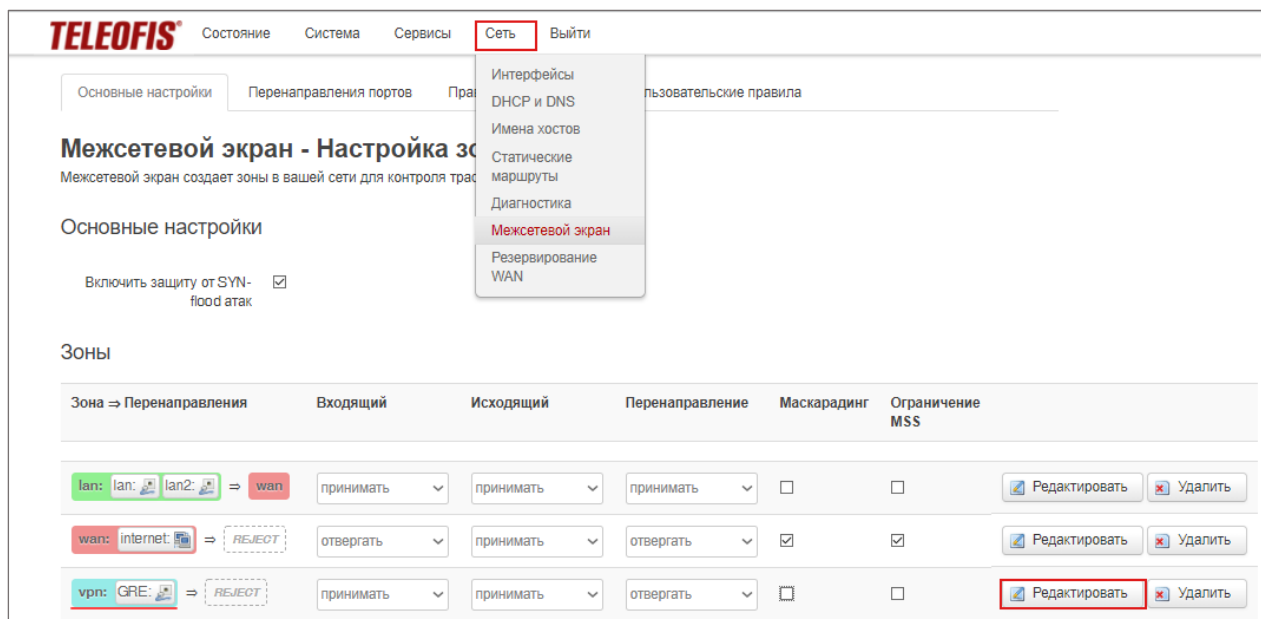 TELEOFIS® Состояние Система Сервисы Сеть Выйти
Основные настройки Перенаправления портов
Интерфейсы
DHCP и DNS
Имена хостов
Статические
маршруты
Диагностика
Межсетевой экран
Резервирование
WAN
правила
Межсетевой экран - Настройка
Межсетевой экран создает зоны в вашей сети для контроля
Основные настройки
Включить защиту от SYN-
flood атак
Зоны
Зона ⇒ Перенаправления Входящий Исходящий Перенаправление Маскарадинг Ограничение
MSS
lan: lan: lan2: ⇒ wan принимать принимать принимать Редактировать Удалить
wan: internet: ⇒ REJECT отвергать принимать отвергать Редактировать Удалить
vpn: GRE: ⇒ REJECT принимать принимать отвергать Редактировать Удалить